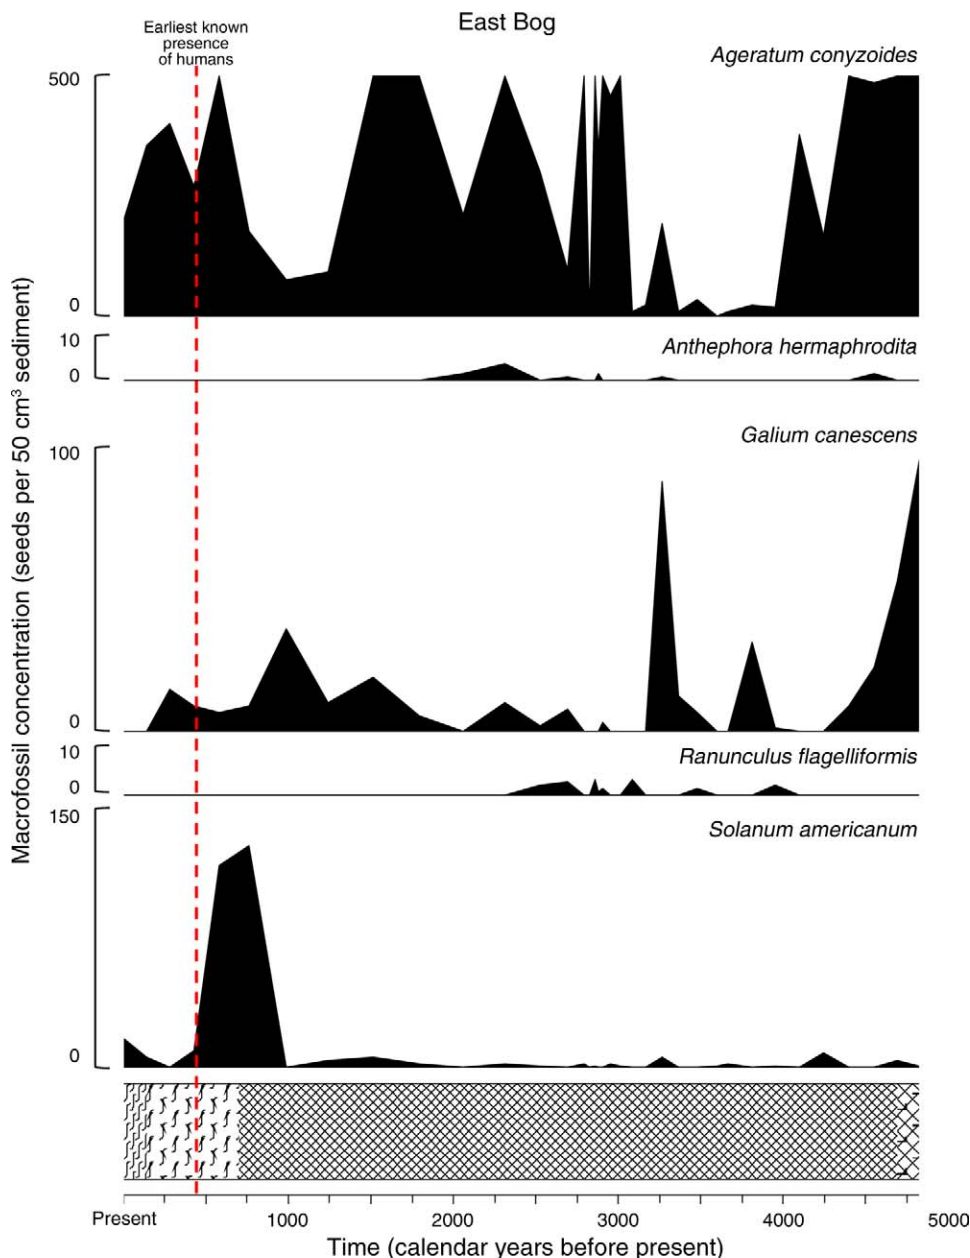 East Bog
Earliest known
presence
of humans
Ageratum conyzoides
500
0
Anthephora hermaphrodita
10
0
Galium canescens
100
0
Ranunculus flagelliformis
10
0
Solanum americanum
150
0
Macrofossil concentration (seeds per 50 cm³ sediment)
Present 1000 2000 3000 4000 5000
Time (calendar years before present)